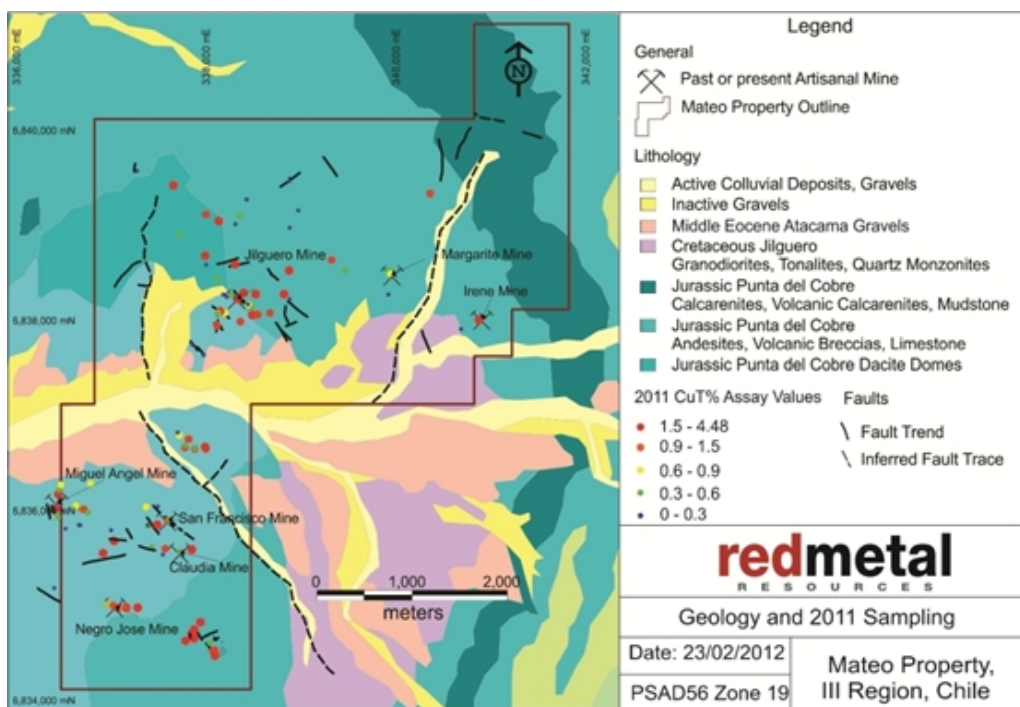 336,000 mE
338,000 mE
340,000 mE
342,000 mE
N
6,840,000 mN
Jilguero Mine
Margarite Mine
Irene Mine
6,838,000 mN
Miguel Angel Mine
6,836,000 mN
San Francisco Mine
Claudia Mine
0 1,000 2,000
meters
Negro Jose Mine
6,834,000 mN
Legend
General
Past or present Artisanal Mine
Mateo Property Outline
Lithology
Active Colluvial Deposits, Gravels
Inactive Gravels
Middle Eocene Atacama Gravels
Cretaceous Jilguero
Granodiorites, Tonalites, Quartz Monzonites
Jurassic Punta del Cobre
Calcarenites, Volcanic Calcarenites, Mudstone
Jurassic Punta del Cobre
Andesites, Volcanic Breccias, Limestone
Jurassic Punta del Cobre Dacite Domes
2011 CuT% Assay Values
1.5 - 4.48
0.9 - 1.5
0.6 - 0.9
0.3 - 0.6
0 - 0.3
Faults
Fault Trend
Inferred Fault Trace
redmetal
RESOURCES
Geology and 2011 Sampling
Date: 23/02/2012
PSAD56 Zone 19
Mateo Property,
III Region, Chile